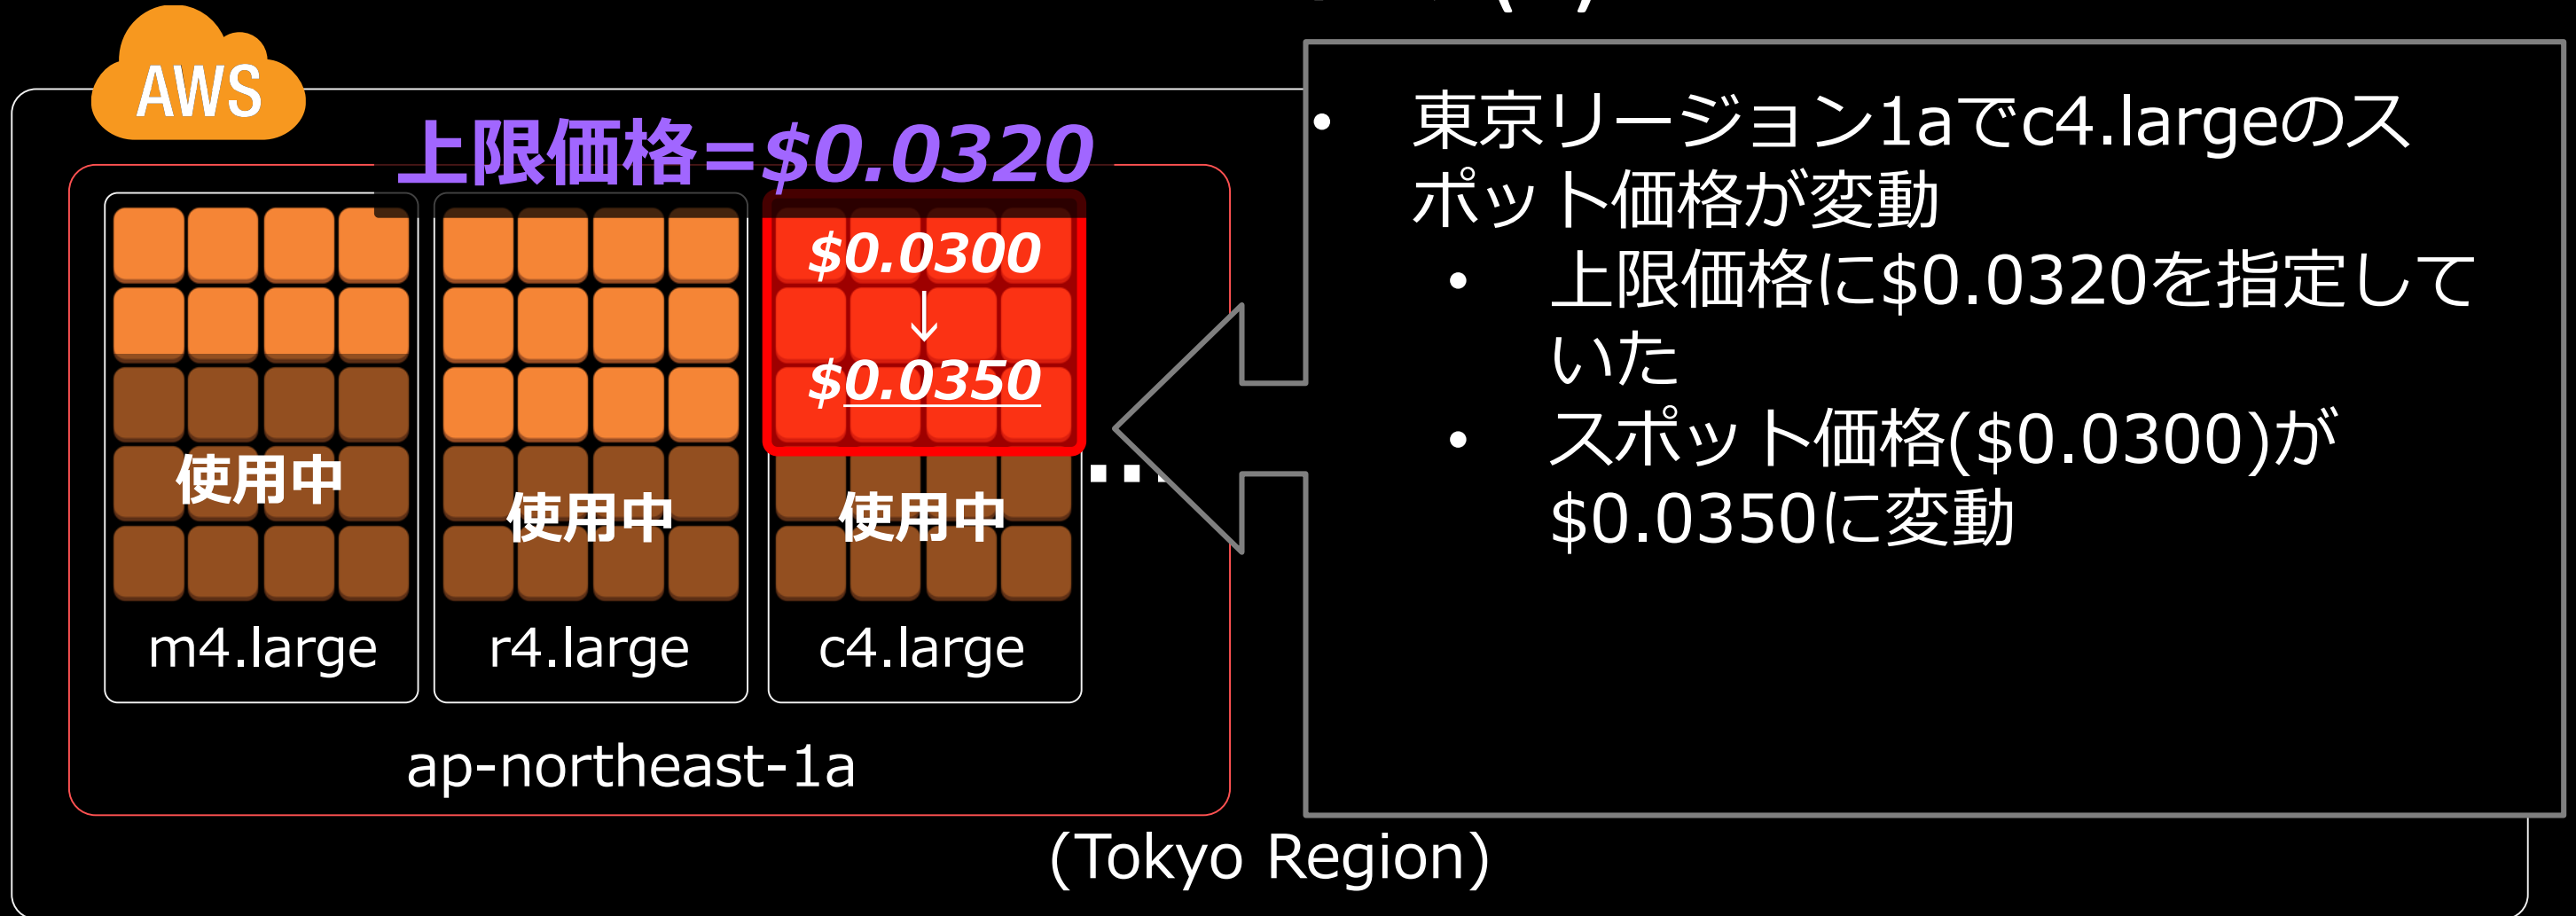 AWS
上限価格=$0.0320
$0.0300
↓
$0.0350
使用中
使用中
使用中
m4.large
r4.large
c4.large
...
ap-northeast-1a
(Tokyo Region)
• 東京リージョン1aでc4.largeのス
ポット価格が変動
• 上限価格に$0.0320を指定して
いた
• スポット価格($0.0300)が
$0.0350に変動